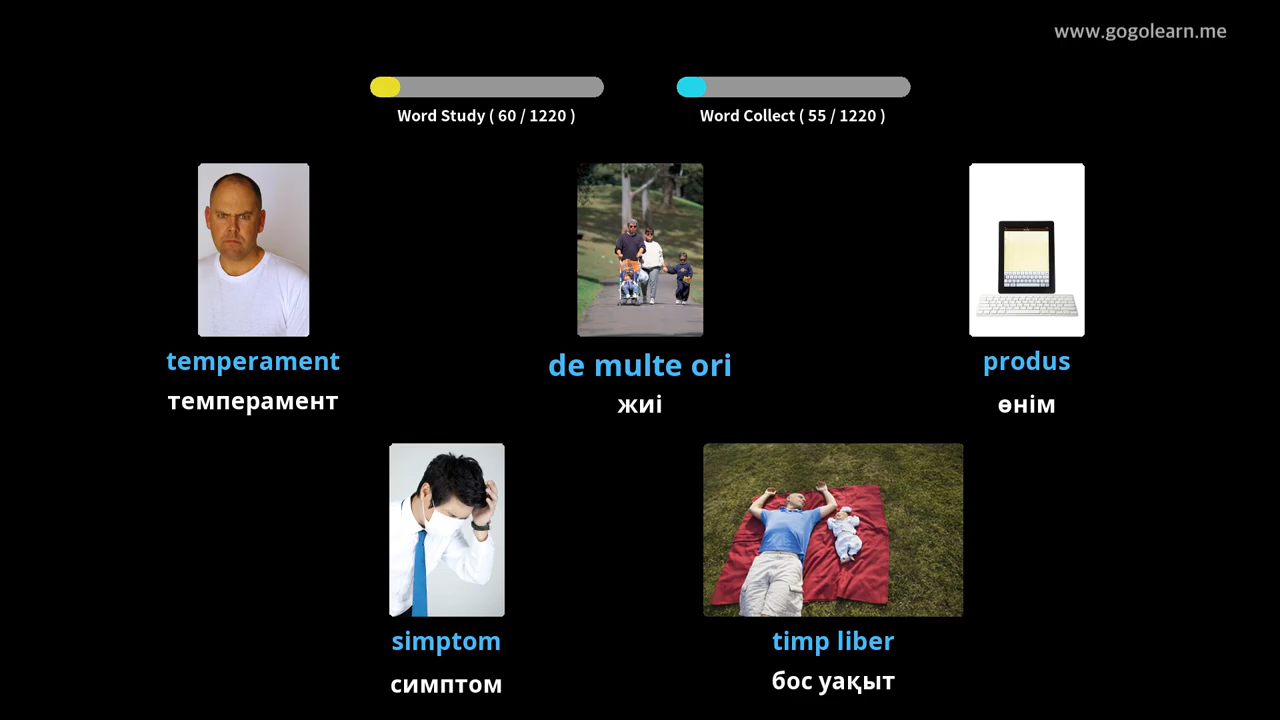 www.gogolearn.me
Word Study ( 60 / 1220 )
Word Collect ( 55 / 1220 )
temperament
темперамент
de multe ori
жиі
produs
өнім
simptom
симптом
timp liber
бос уақыт